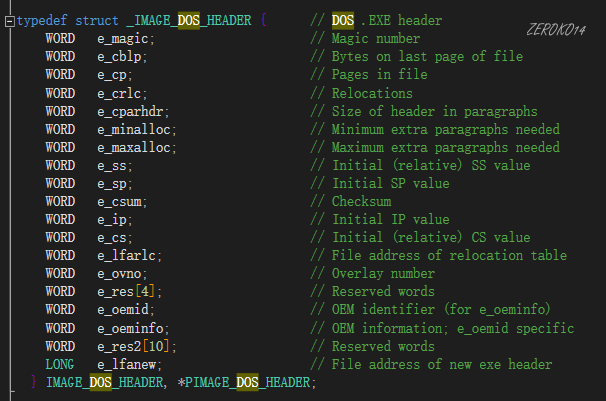 typedef struct _IMAGE_DOS_HEADER {      // DOS .EXE header
    WORD   e_magic;                     // Magic number
    WORD   e_cblp;                      // Bytes on last page of file
    WORD   e_cp;                        // Pages in file
    WORD   e_crlc;                      // Relocations
    WORD   e_cparhdr;                   // Size of header in paragraphs
    WORD   e_minalloc;                  // Minimum extra paragraphs needed
    WORD   e_maxalloc;                  // Maximum extra paragraphs needed
    WORD   e_ss;                        // Initial (relative) SS value
    WORD   e_sp;                        // Initial SP value
    WORD   e_csum;                      // Checksum
    WORD   e_ip;                        // Initial IP value
    WORD   e_cs;                        // Initial (relative) CS value
    WORD   e_lfarlc;                    // File address of relocation table
    WORD   e_ovno;                      // Overlay number
    WORD   e_res[4];                    // Reserved words
    WORD   e_oemid;                     // OEM identifier (for e_oeminfo)
    WORD   e_oeminfo;                   // OEM information; e_oemid specific
    WORD   e_res2[10];                  // Reserved words
    LONG   e_lfanew;                    // File address of new exe header
  } IMAGE_DOS_HEADER, *PIMAGE_DOS_HEADER;
ZEROKO14